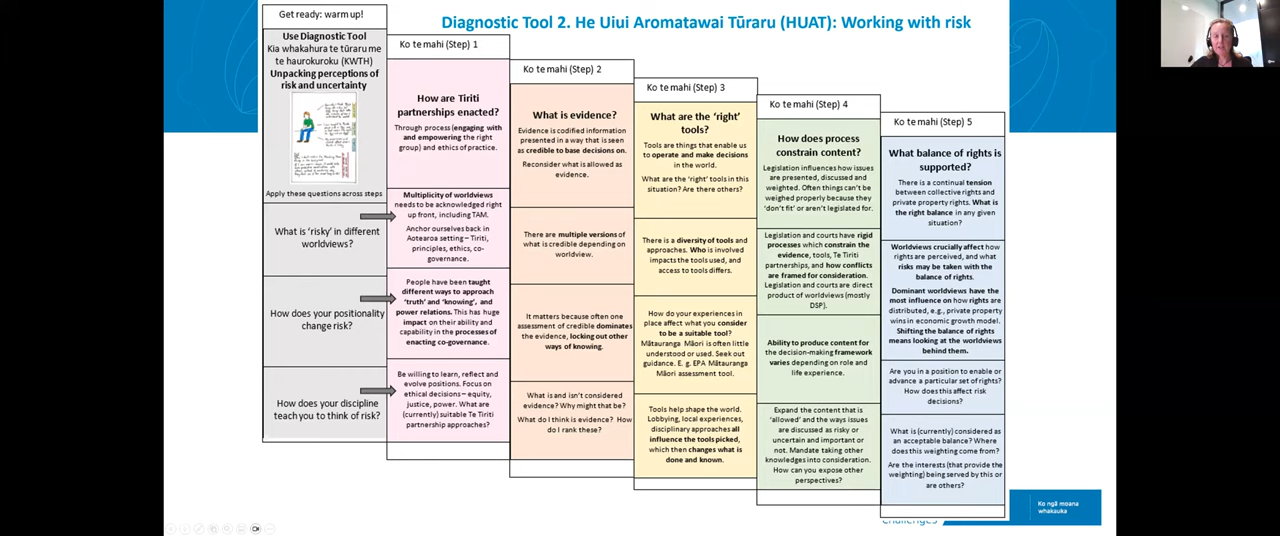 Diagnostic Tool 2. He Uiui Aromatawai Tūraru (HUAT): Working with risk
Get ready: warm up!
Use Diagnostic Tool
Kia whakahura te tūraru me
te haurokuroku (KWTH)
Unpacking perceptions of
risk and uncertainty
Apply these questions across steps
What is ‘risky’ in different
worldviews?
How does your positionality
change risk?
How does your discipline
teach you to think of risk?
Ko te mahi (Step) 1
How are Tiriti
partnerships enacted?
Through process (engaging with
and empowering the right
group) and ethics of practice.
Multiplicity of worldviews
needs to be acknowledged right
up front, including TAM.
Anchor ourselves back in
Aotearoa setting – Tiriti,
principles, ethics, co-
governance.
People have been taught
different ways to approach
‘truth’ and ‘knowing’, and
power relations. This has huge
impact on their ability and
capability in the processes of
enacting co-governance.
Be willing to learn, reflect and
evolve positions. Focus on
ethical decisions – equity,
justice, power. What are
(currently) suitable Te Tiriti
partnership approaches?
Ko te mahi (Step) 2
What is evidence?
Evidence is codified information
presented in a way that is seen
as credible to base decisions on.
Reconsider what is allowed as
evidence.
There are multiple versions of
what is credible depending on
worldview.
It matters because often one
assessment of credible dominates
the evidence, locking out other
ways of knowing.
What is and isn’t considered
evidence? Why might that be?
What do I think is evidence? How
do I rank these?
Ko te mahi (Step) 3
What are the ‘right’
tools?
Tools are things that enable us
to operate and make decisions
in the world.
What are the ‘right’ tools in this
situation? Are there others?
There is a diversity of tools and
approaches. Who is involved
impacts the tools used, and
access to tools differs.
How do your experiences in
place affect what you consider
to be a suitable tool?
Mātauranga Māori is often little
understood or used. Seek out
guidance. E. g. EPA Mātauranga
Māori assessment tool.
Tools help shape the world.
Lobbying, local experiences,
disciplinary approaches all
influence the tools picked,
which then changes what is
done and known.
Ko te mahi (Step) 4
How does process
constrain content?
Legislation influences how issues
are presented, discussed and
weighted. Often things can’t be
weighed properly because they
‘don’t fit’ or aren’t legislated for.
Legislation and courts have rigid
processes which constrain the
evidence, tools, Te Tiriti
partnerships, and how conflicts
are framed for consideration.
Legislation and courts are direct
product of worldviews (mostly
DSP).
Ability to produce content for
the decision-making framework
varies depending on role and
life experience.
Expand the content that is
‘allowed’ and the ways issues
are discussed as risky or
uncertain and important or
not. Mandate taking other
knowledges into consideration.
How can you expose other
perspectives?
Ko te mahi (Step) 5
What balance of rights is
supported?
There is a continual tension
between collective rights and
private property rights. What is
the right balance in any given
situation?
Worldviews crucially affect how
rights are perceived, and what
risks may be taken with the
balance of rights.
Dominant worldviews have the
most influence on how rights are
distributed, e.g., private property
wins in economic growth model.
Shifting the balance of rights
means looking at the worldviews
behind them.
Are you in a position to enable or
advance a particular set of rights?
How does this affect risk
decisions?
What is (currently) considered as
an acceptable balance? Where
does this weighting come from?
Are the interests (that provide the
weighting) being served by this or
are others?
Challenges
Ko ngā moana
whakauka